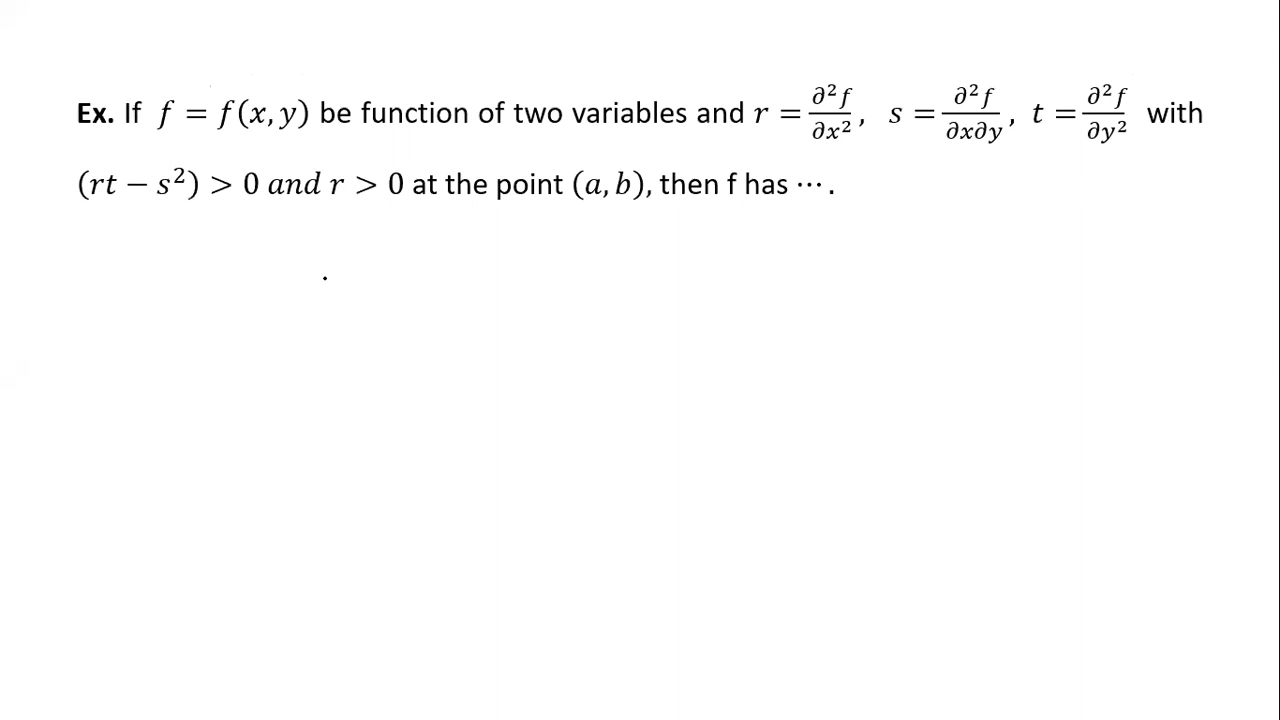 Ex. If f = f(x, y) be function of two variables and r = ∂²f/∂x², s = ∂²f/∂x∂y, t = ∂²f/∂y² with
(rt − s²) > 0 and r > 0 at the point (a, b), then f has ⋯ .